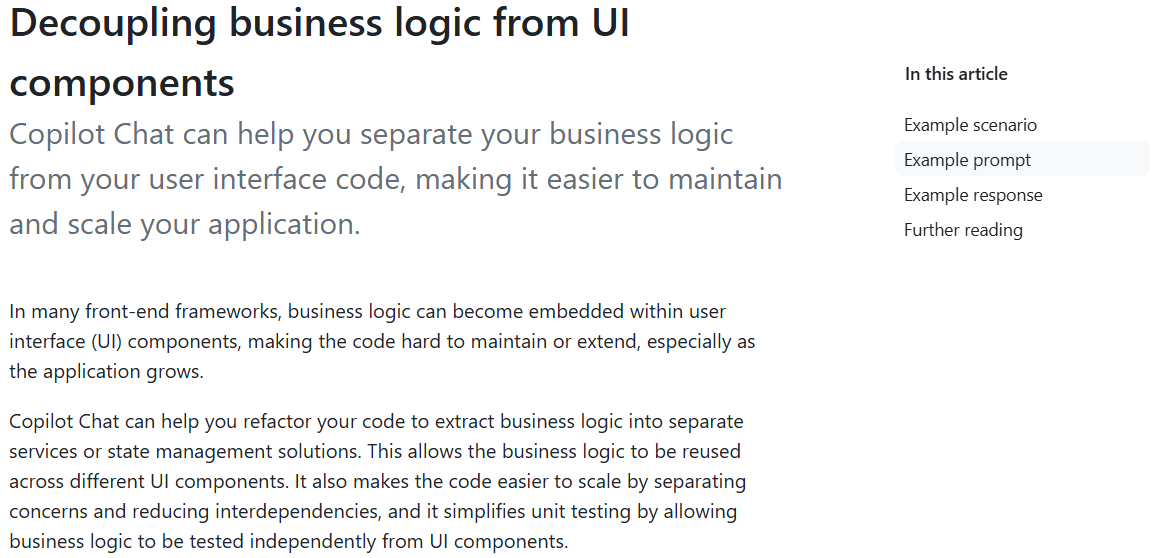 Decoupling business logic from UI
components
Copilot Chat can help you separate your business logic
from your user interface code, making it easier to maintain
and scale your application.
In many front-end frameworks, business logic can become embedded within user
interface (UI) components, making the code hard to maintain or extend, especially as
the application grows.
Copilot Chat can help you refactor your code to extract business logic into separate
services or state management solutions. This allows the business logic to be reused
across different UI components. It also makes the code easier to scale by separating
concerns and reducing interdependencies, and it simplifies unit testing by allowing
business logic to be tested independently from UI components.
In this article
Example scenario
Example prompt
Example response
Further reading